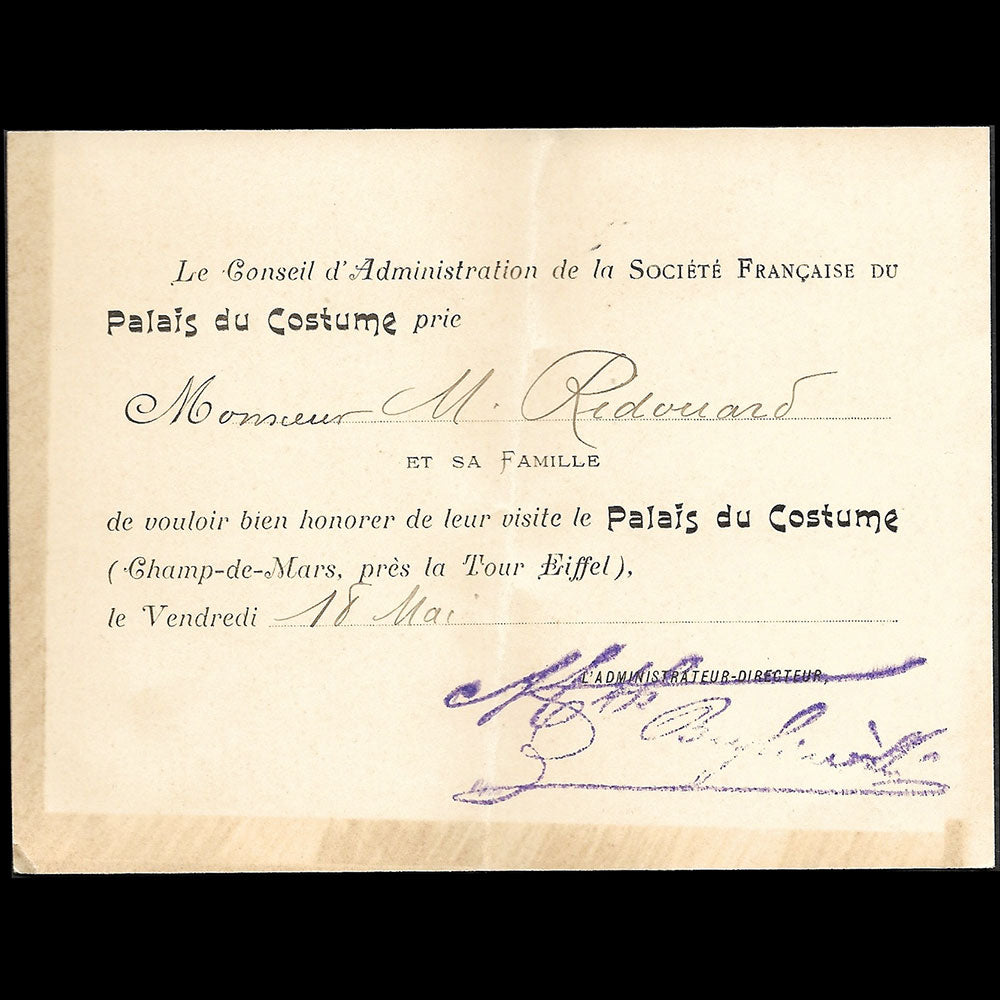 Le Conseil d'Administration de la SOCIÉTÉ FRANÇAISE DU
Palais du Costume prie
Monsieur M. Redouard
ET SA FAMILLE
de vouloir bien honorer de leur visite le Palais du Costume
(Champ-de-Mars, près la Tour Eiffel),
le Vendredi 18 Mai
L'ADMINISTRATEUR-DIRECTEUR,